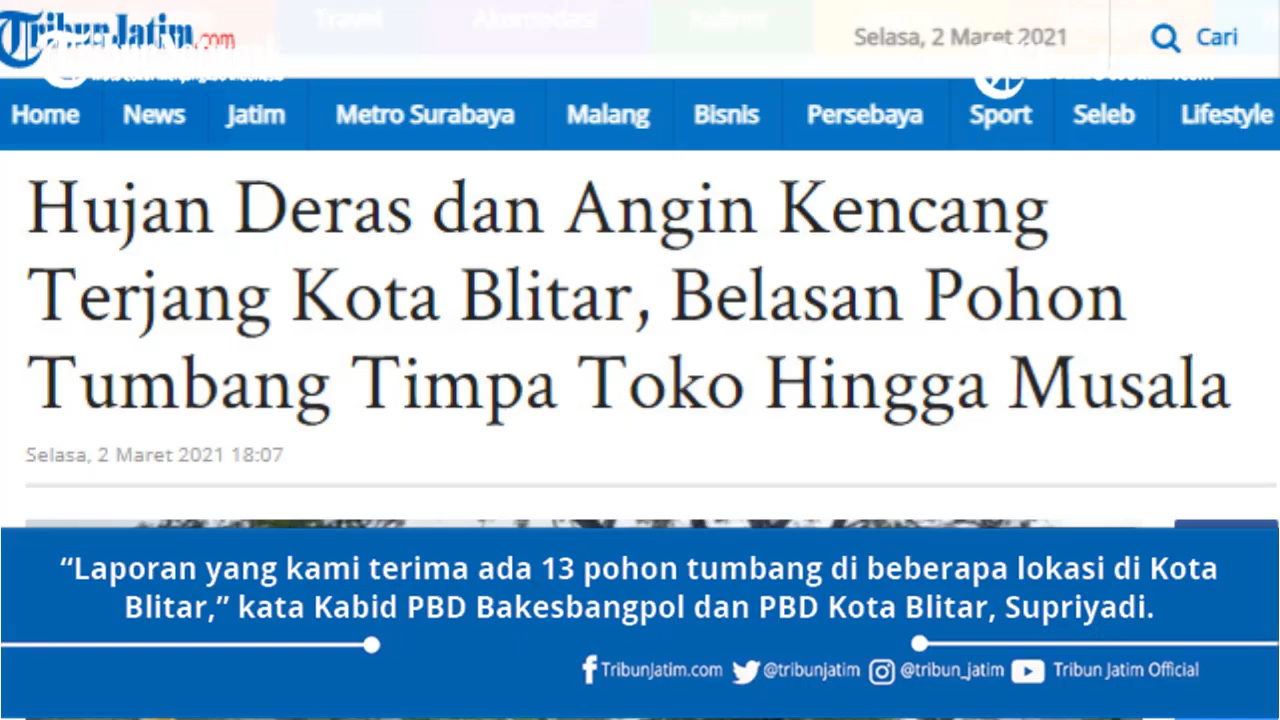 TribunJatim.com
Selasa, 2 Maret 2021
Cari
Home News Jatim Metro Surabaya Malang Bisnis Persebaya Sport Seleb Lifestyle
Hujan Deras dan Angin Kencang
Terjang Kota Blitar, Belasan Pohon
Tumbang Timpa Toko Hingga Musala
Selasa, 2 Maret 2021 18:07
“Laporan yang kami terima ada 13 pohon tumbang di beberapa lokasi di Kota
Blitar,” kata Kabid PBD Bakesbangpol dan PBD Kota Blitar, Supriyadi.
TribunJatim.com @tribunjatim @tribun_jatim Tribun Jatim Official